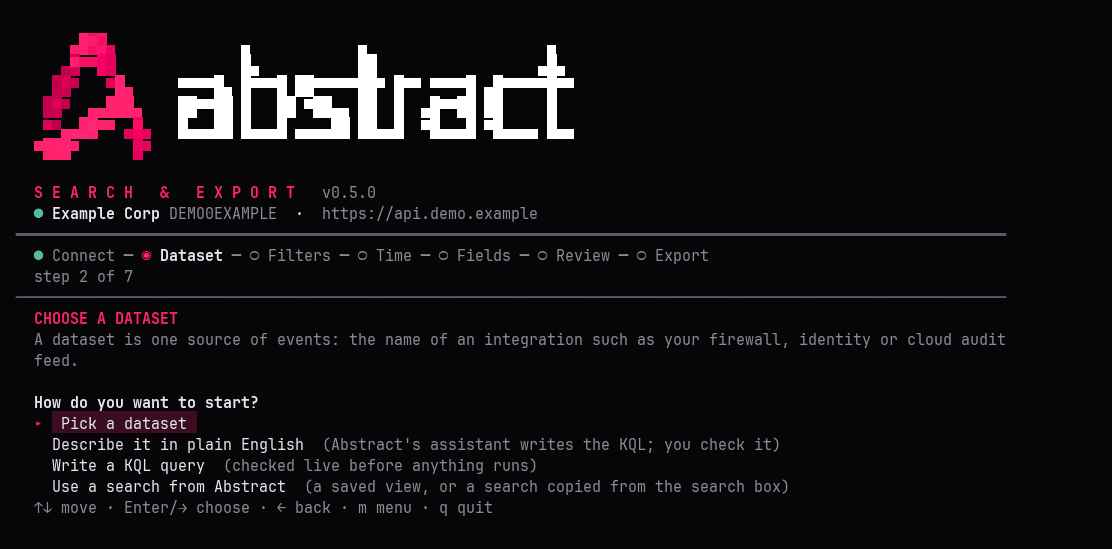 abstract
SEARCH & EXPORT v0.5.0
● Example Corp DEMO0EXAMPLE · https://api.demo.example
● Connect — ◉ Dataset — ○ Filters — ○ Time — ○ Fields — ○ Review — ○ Export
step 2 of 7
CHOOSE A DATASET
A dataset is one source of events: the name of an integration such as your firewall, identity or cloud audit
feed.
How do you want to start?
▸ Pick a dataset
Describe it in plain English (Abstract's assistant writes the KQL; you check it)
Write a KQL query (checked live before anything runs)
Use a search from Abstract (a saved view, or a search copied from the search box)
↑↓ move · Enter/→ choose · ← back · m menu · q quit